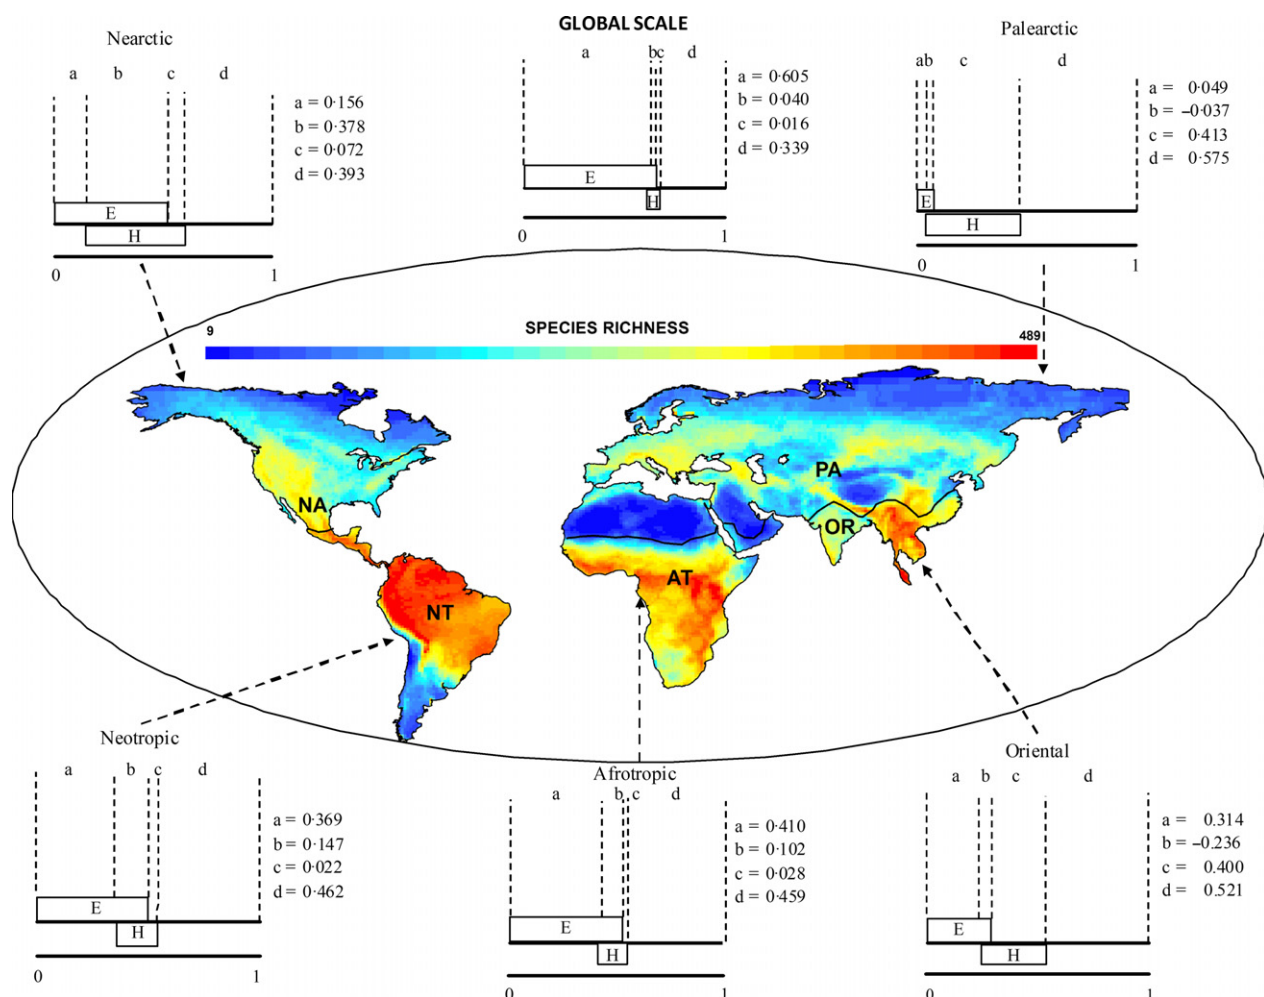 GLOBAL SCALE
Nearctic
a b c d
a = 0·156
b = 0·378
c = 0·072
d = 0·393
E
H
0 1
a bc d
a = 0·605
b = 0·040
c = 0·016
d = 0·339
E
H
0 1
Palearctic
ab c d
a = 0·049
b = –0·037
c = 0·413
d = 0·575
E
H
0 1
SPECIES RICHNESS
9 489
NA
PA
OR
AT
NT
Neotropic
a b c d
a = 0·369
b = 0·147
c = 0·022
d = 0·462
E
H
0 1
Afrotropic
a b c d
a = 0·410
b = 0·102
c = 0·028
d = 0·459
E
H
0 1
Oriental
a b c d
a = 0.314
b = –0.236
c = 0.400
d = 0.521
E
H
0 1